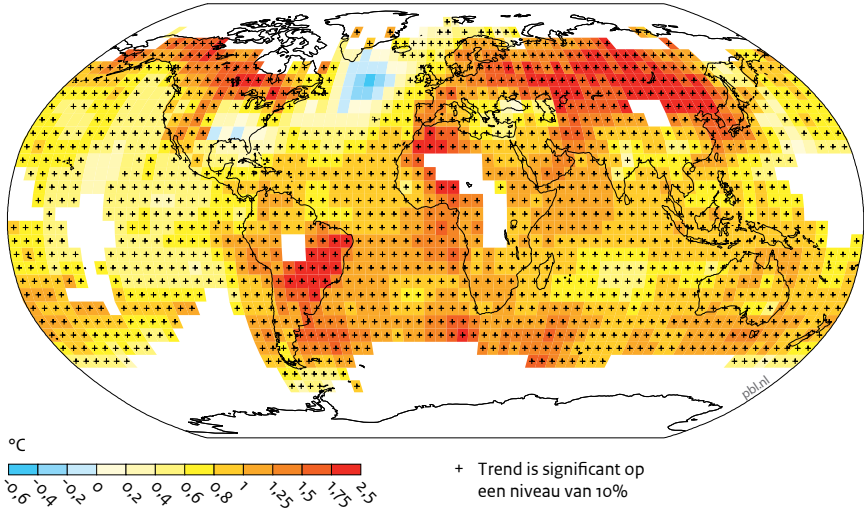 pbl.nl
°C
-0,6 -0,4 -0,2 0 0,2 0,4 0,6 0,8 1 1,25 1,5 1,75 2,5
+ Trend is significant op
een niveau van 10%